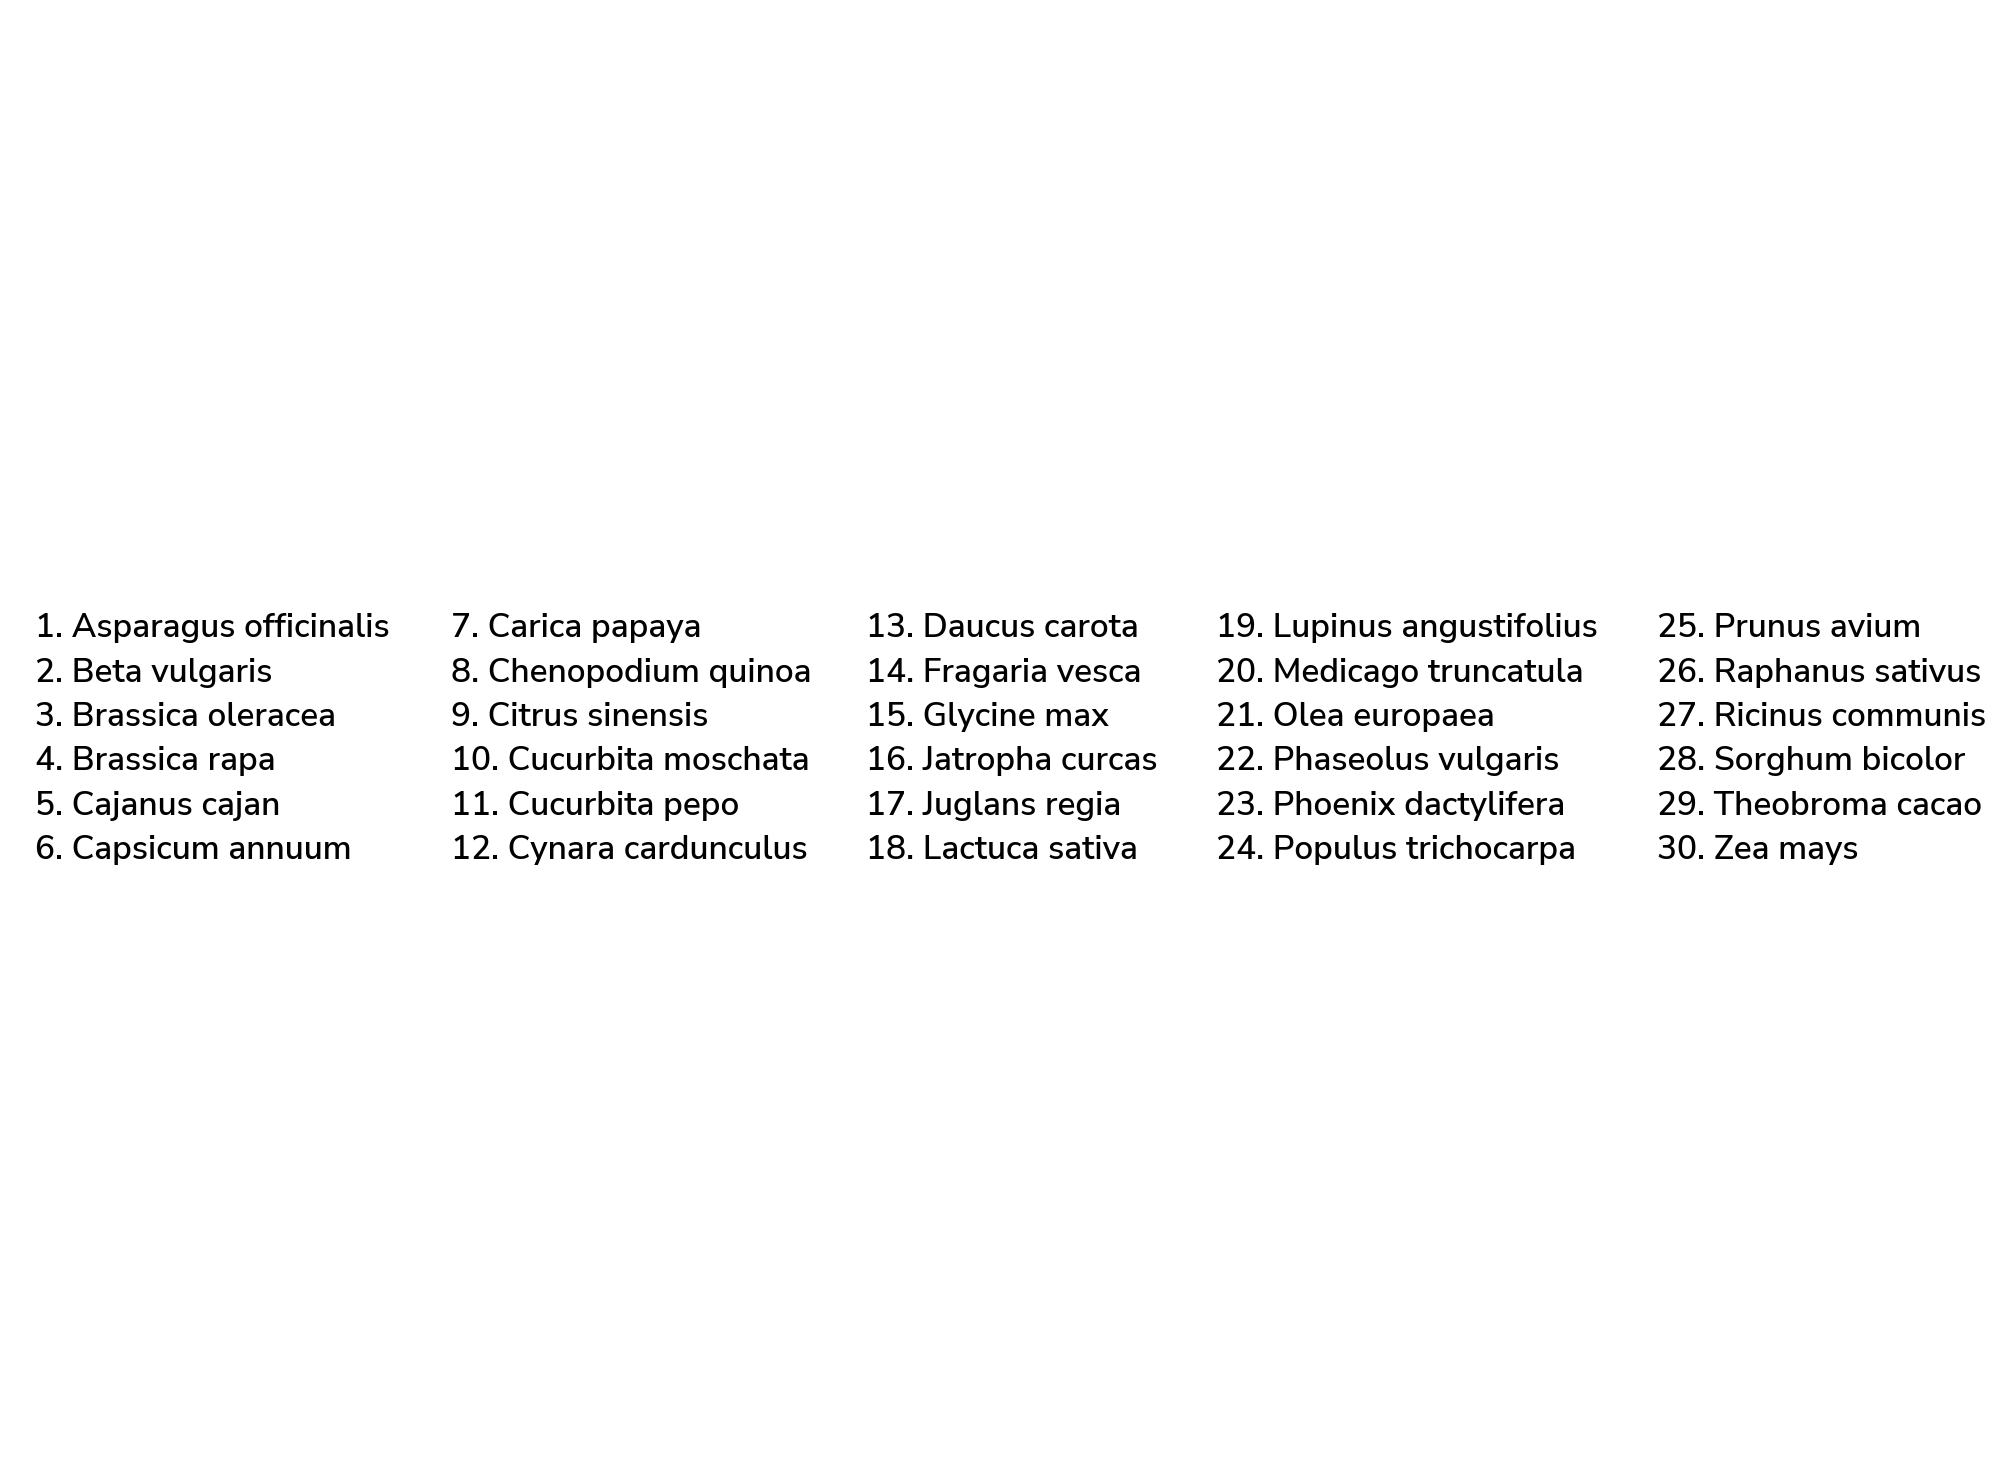 1. Asparagus officinalis
2. Beta vulgaris
3. Brassica oleracea
4. Brassica rapa
5. Cajanus cajan
6. Capsicum annuum
7. Carica papaya
8. Chenopodium quinoa
9. Citrus sinensis
10. Cucurbita moschata
11. Cucurbita pepo
12. Cynara cardunculus
13. Daucus carota
14. Fragaria vesca
15. Glycine max
16. Jatropha curcas
17. Juglans regia
18. Lactuca sativa
19. Lupinus angustifolius
20. Medicago truncatula
21. Olea europaea
22. Phaseolus vulgaris
23. Phoenix dactylifera
24. Populus trichocarpa
25. Prunus avium
26. Raphanus sativus
27. Ricinus communis
28. Sorghum bicolor
29. Theobroma cacao
30. Zea mays